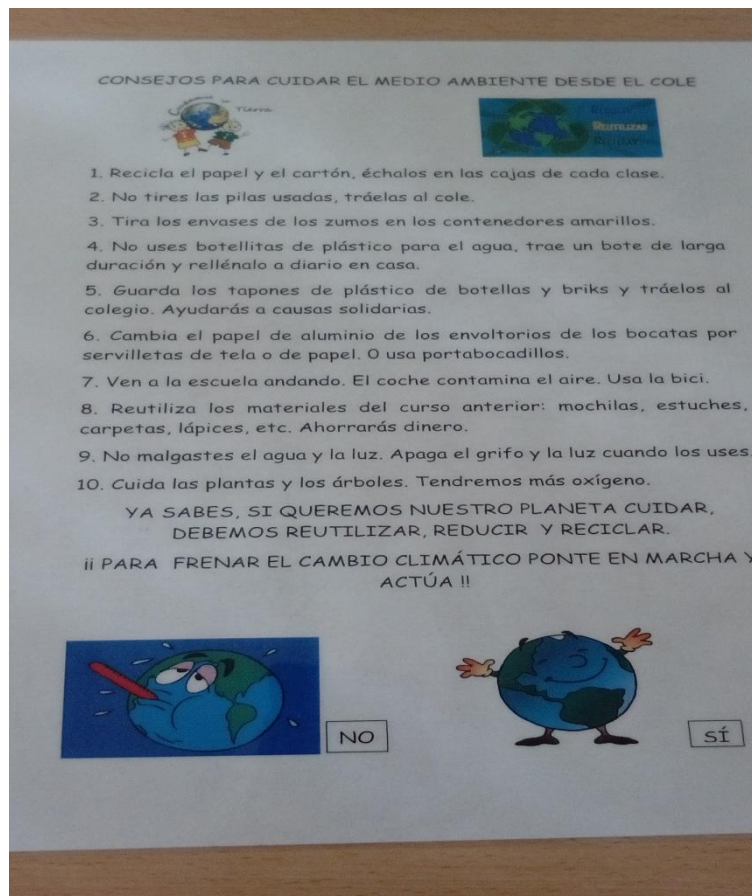 CONSEJOS PARA CUIDAR EL MEDIO AMBIENTE DESDE EL COLE
Cuidemos la Tierra
REUTILIZAR
1. Recicla el papel y el cartón, échalos en las cajas de cada clase.
2. No tires las pilas usadas, tráelas al cole.
3. Tira los envases de los zumos en los contenedores amarillos.
4. No uses botellitas de plástico para el agua, trae un bote de larga
duración y rellénalo a diario en casa.
5. Guarda los tapones de plástico de botellas y briks y tráelos al
colegio. Ayudarás a causas solidarias.
6. Cambia el papel de aluminio de los envoltorios de los bocatas por
servilletas de tela o de papel. O usa portabocadillos.
7. Ven a la escuela andando. El coche contamina el aire. Usa la bici.
8. Reutiliza los materiales del curso anterior: mochilas, estuches,
carpetas, lápices, etc. Ahorrarás dinero.
9. No malgastes el agua y la luz. Apaga el grifo y la luz cuando los uses
10. Cuida las plantas y los árboles. Tendremos más oxígeno.
YA SABES, SI QUEREMOS NUESTRO PLANETA CUIDAR,
DEBEMOS REUTILIZAR, REDUCIR Y RECICLAR.
¡¡ PARA FRENAR EL CAMBIO CLIMÁTICO PONTE EN MARCHA Y
ACTÚA !!
NO
SÍ